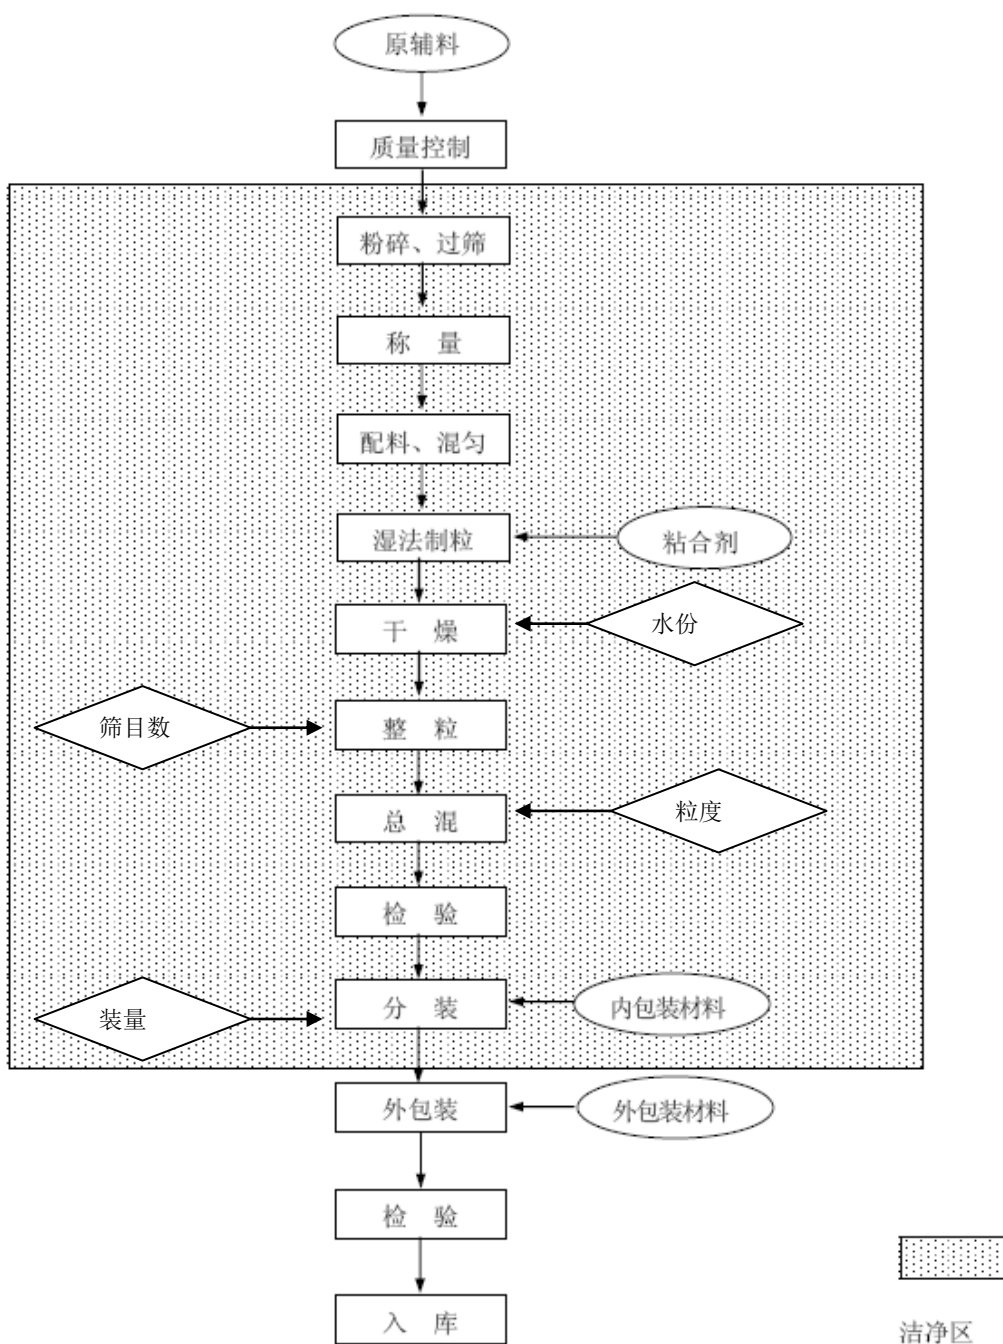 原辅料
质量控制
粉碎、过筛
称 量
配料、混匀
湿法制粒
粘合剂
干 燥
水份
筛目数
整 粒
总 混
粒度
检 验
装量
分 装
内包装材料
外包装
外包装材料
检 验
入 库
洁净区